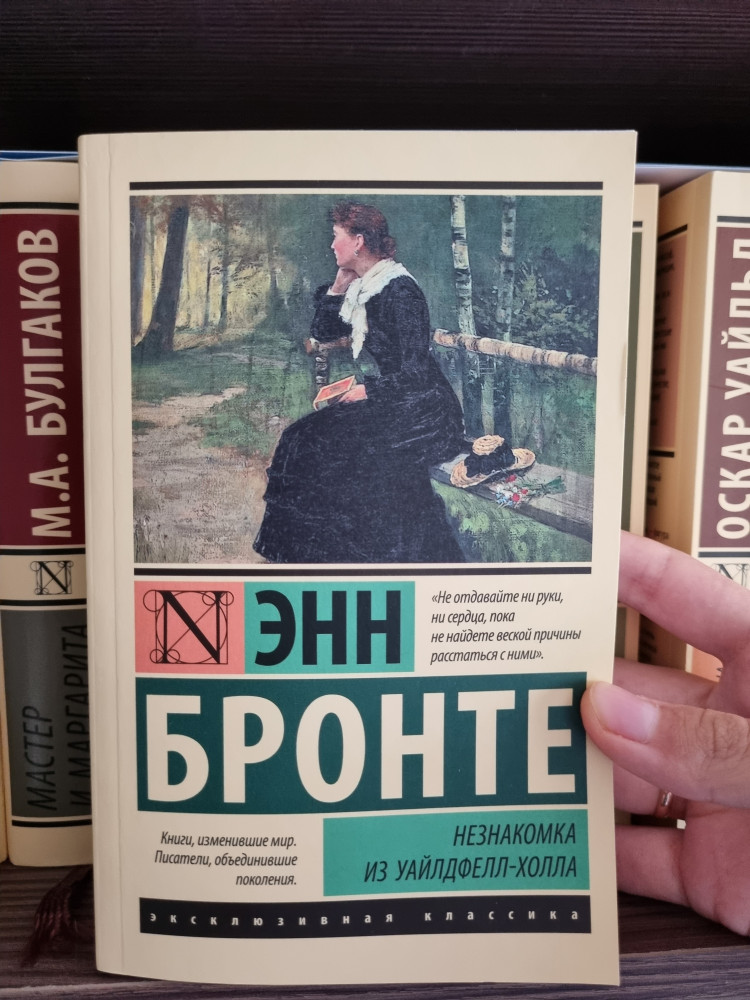 М.А. БУЛГАКОВ
МАСТЕР
И МАРГАРИТА
N
ЭНН
«Не отдавайте ни руки,
ни сердца, пока
не найдете веской причины
расстаться с ними».
БРОНТЕ
Книги, изменившие мир.
Писатели, объединившие
поколения.
НЕЗНАКОМКА
ИЗ УАЙЛДФЕЛЛ-ХОЛЛА
ЭКСКЛЮЗИВНАЯ КЛАССИКА
ОСКАР УАЙЛЬД